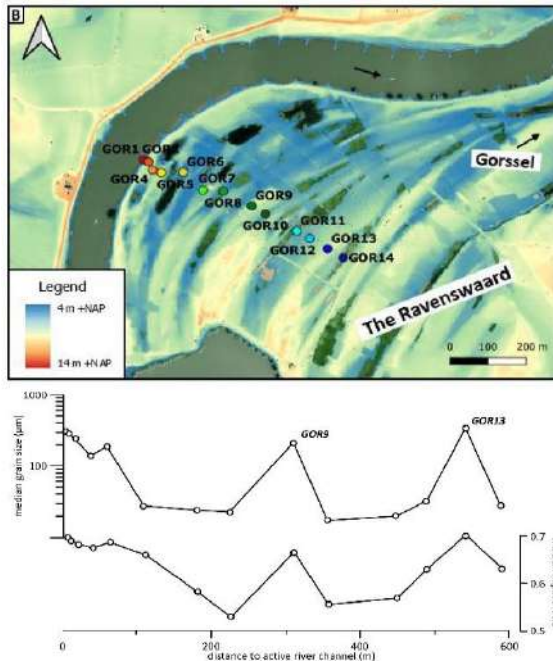 B
GOR1
GOR6
GOR4
GOR5
GOR7
GOR8
GOR9
GOR10
GOR11
GOR12
GOR13
GOR14
Gorssel
The Ravenswaard
Legend
4 m +NAP
14 m +NAP
0 100 200 m
1000
100
median grain size (µm)
GOR9
GOR13
0.7
0.6
0.5
0 200 400 600
distance to active river channel (m)